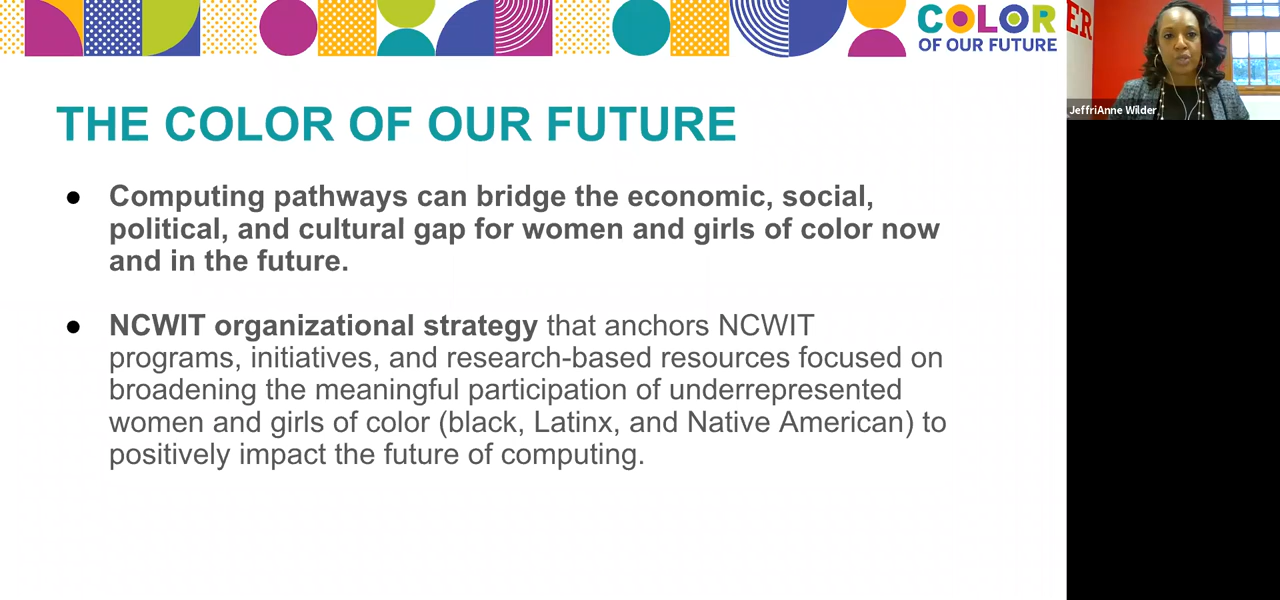 COLOR
OF OUR FUTURE
ER
JeffriAnne Wilder
THE COLOR OF OUR FUTURE
● Computing pathways can bridge the economic, social,
political, and cultural gap for women and girls of color now
and in the future.
● NCWIT organizational strategy that anchors NCWIT
programs, initiatives, and research-based resources focused on
broadening the meaningful participation of underrepresented
women and girls of color (black, Latinx, and Native American) to
positively impact the future of computing.